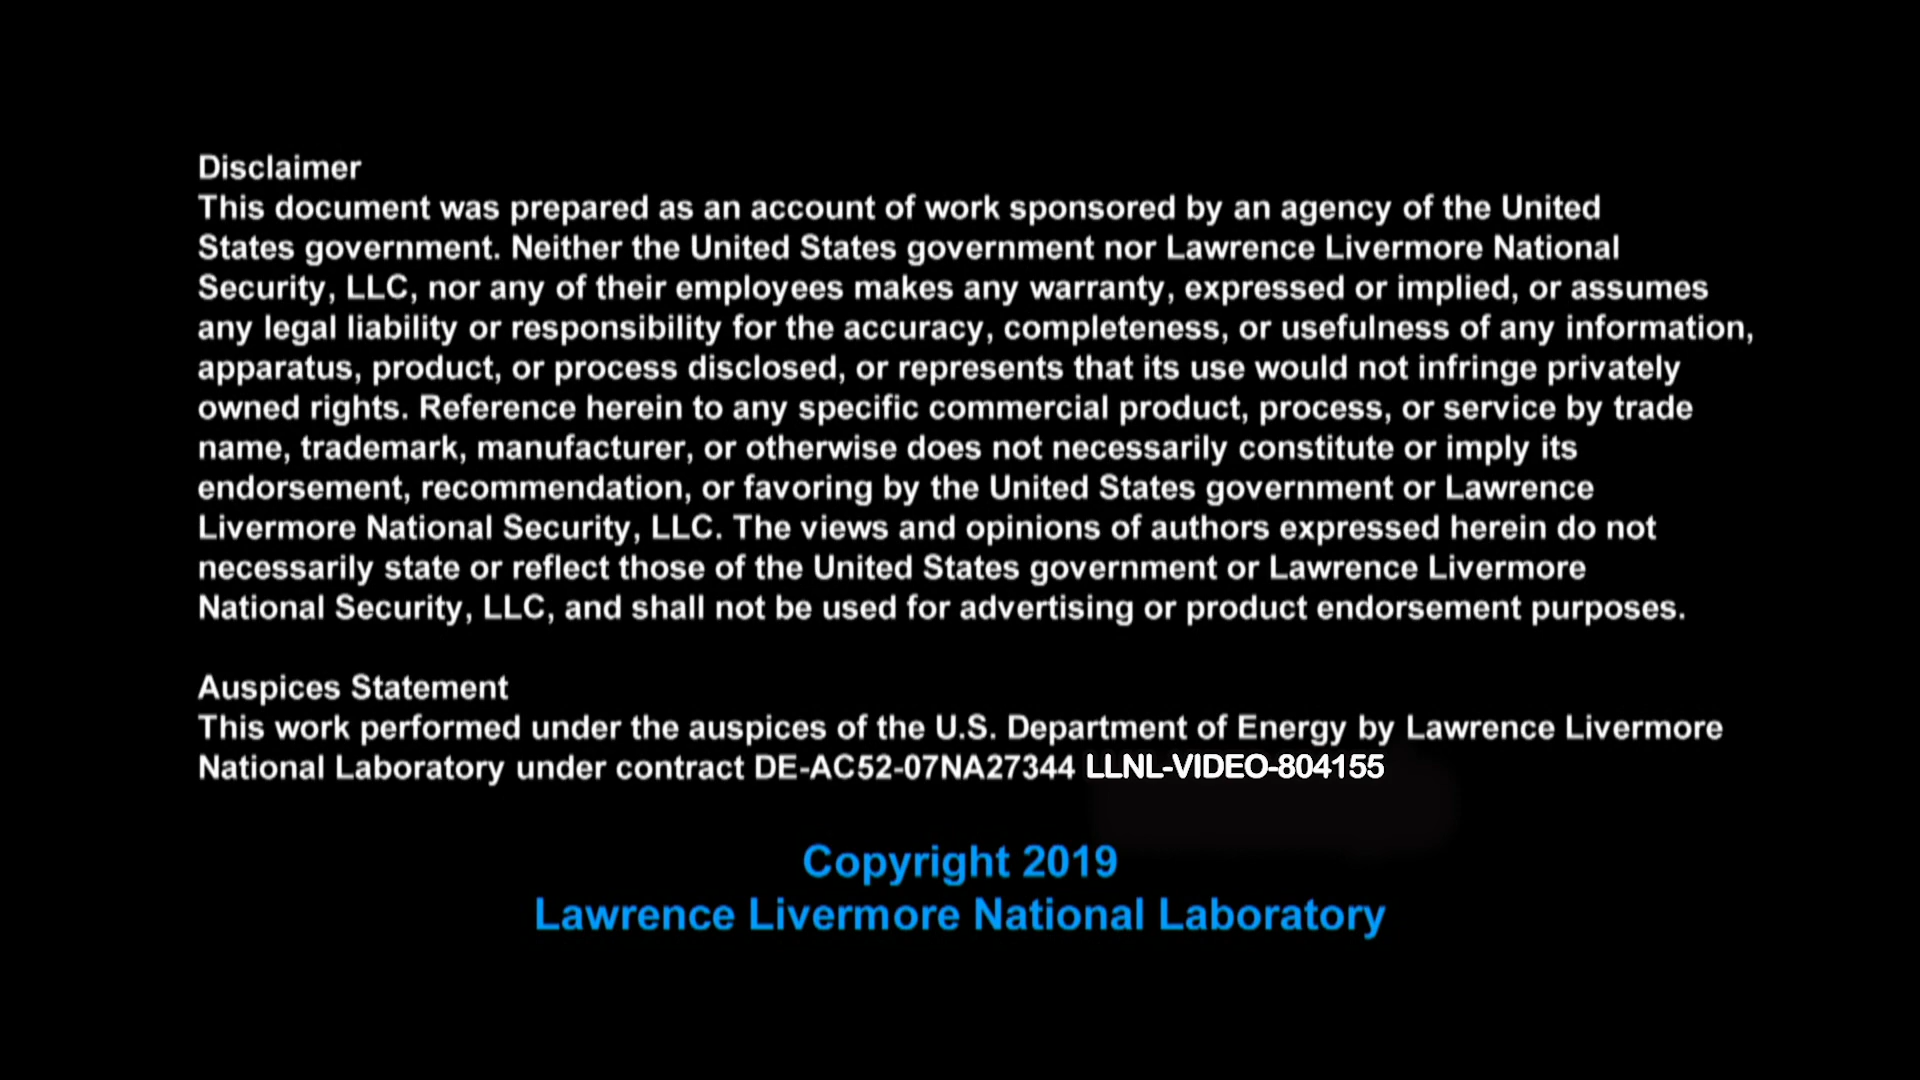 Disclaimer
This document was prepared as an account of work sponsored by an agency of the United
States government. Neither the United States government nor Lawrence Livermore National
Security, LLC, nor any of their employees makes any warranty, expressed or implied, or assumes
any legal liability or responsibility for the accuracy, completeness, or usefulness of any information,
apparatus, product, or process disclosed, or represents that its use would not infringe privately
owned rights. Reference herein to any specific commercial product, process, or service by trade
name, trademark, manufacturer, or otherwise does not necessarily constitute or imply its
endorsement, recommendation, or favoring by the United States government or Lawrence
Livermore National Security, LLC. The views and opinions of authors expressed herein do not
necessarily state or reflect those of the United States government or Lawrence Livermore
National Security, LLC, and shall not be used for advertising or product endorsement purposes.
Auspices Statement
This work performed under the auspices of the U.S. Department of Energy by Lawrence Livermore
National Laboratory under contract DE-AC52-07NA27344 LLNL-VIDEO-804155
Copyright 2019
Lawrence Livermore National Laboratory